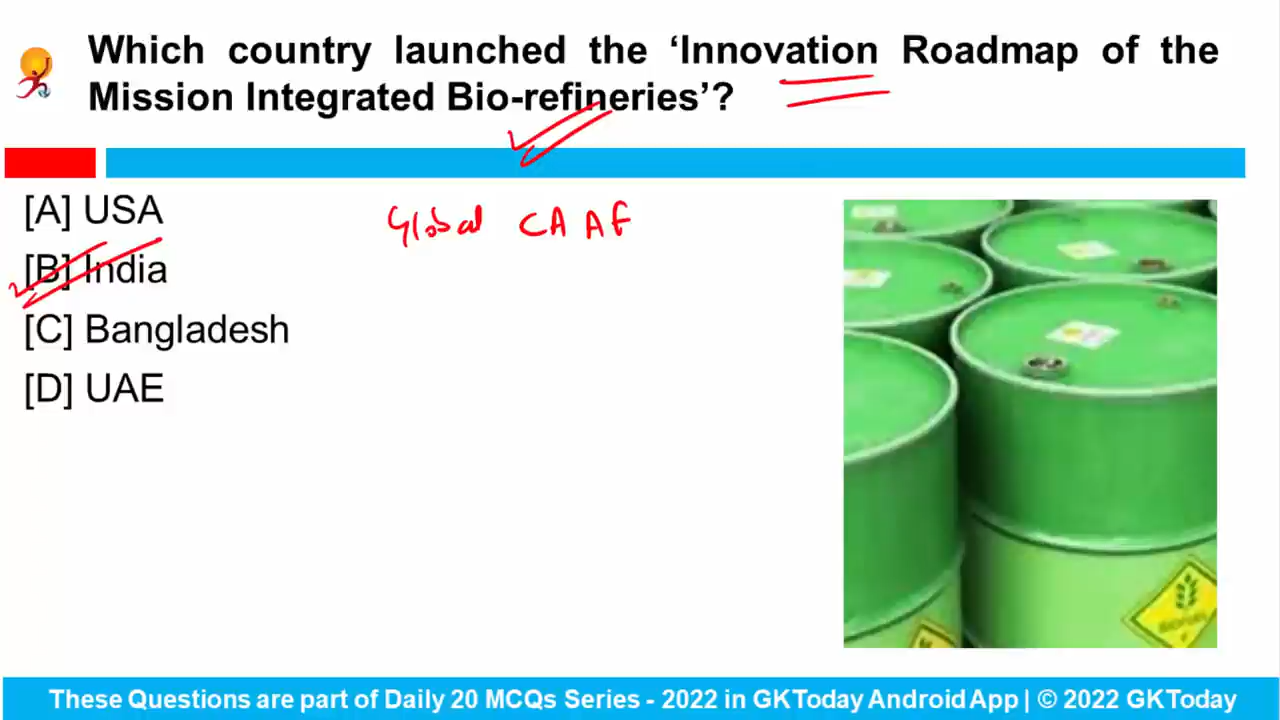 Which country launched the ‘Innovation Roadmap of the
Mission Integrated Bio-refineries’?
[A] USA
Global CAAF
[B] India
[C] Bangladesh
[D] UAE
These Questions are part of Daily 20 MCQs Series - 2022 in GKToday Android App | © 2022 GKToday